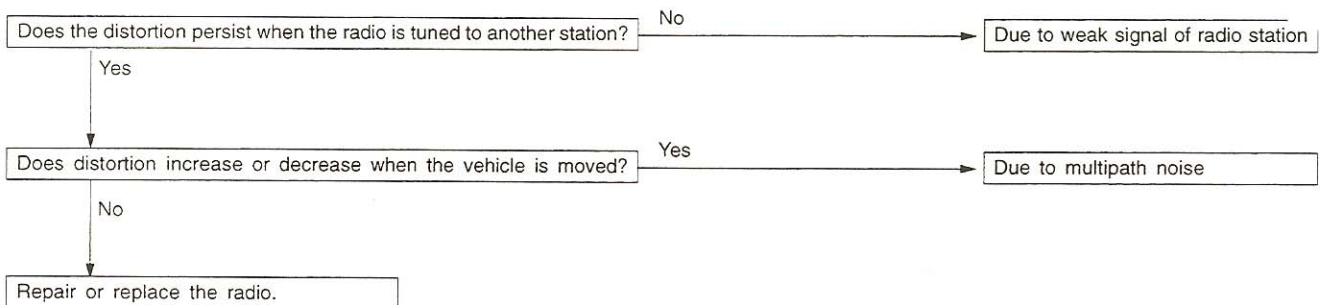 Does the distortion persist when the radio is tuned to another station?
No
Due to weak signal of radio station
Yes
Does distortion increase or decrease when the vehicle is moved?
Yes
Due to multipath noise
No
Repair or replace the radio.